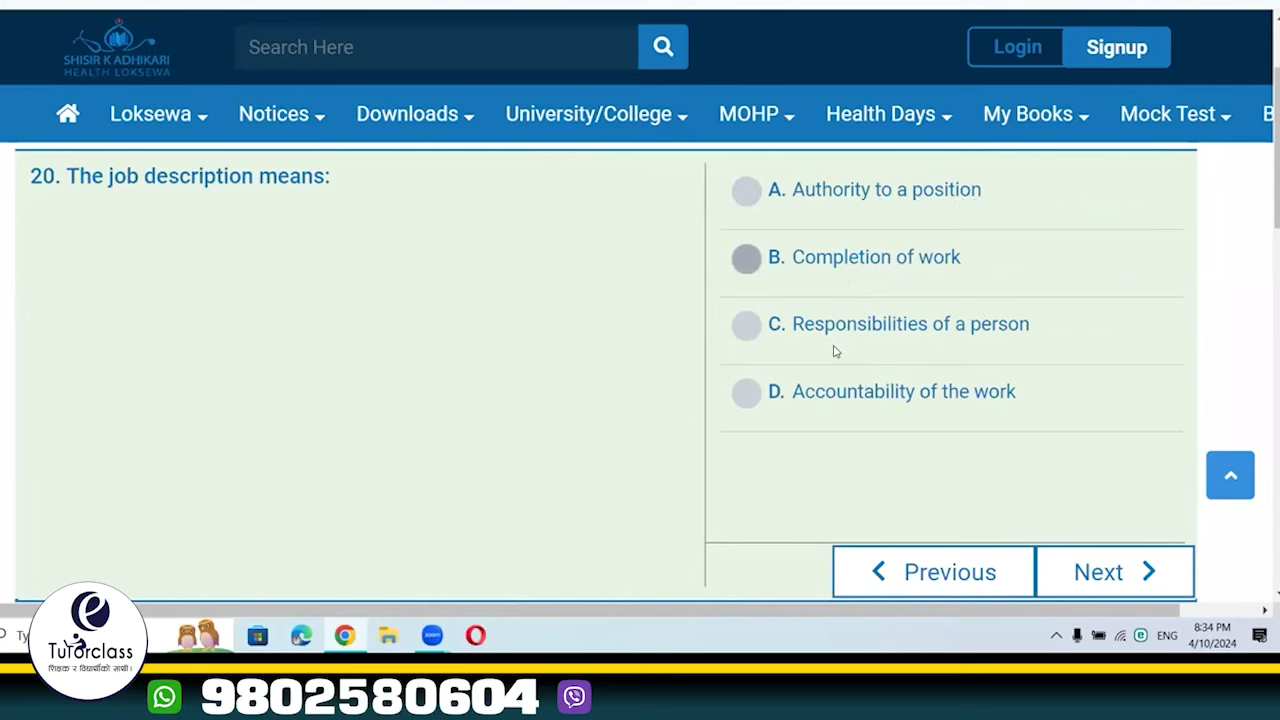 SHISIR K ADHIKARI
HEALTH LOKSEWA
Search Here
Login
Signup
Loksewa
Notices
Downloads
University/College
MOHP
Health Days
My Books
Mock Test
B
20. The job description means:
A. Authority to a position
B. Completion of work
C. Responsibilities of a person
D. Accountability of the work
Previous
Next
Ty
ENG
8:34 PM
4/10/2024
e
TuTorclass
शिक्षक र विद्यार्थीको साथी।
9802580604